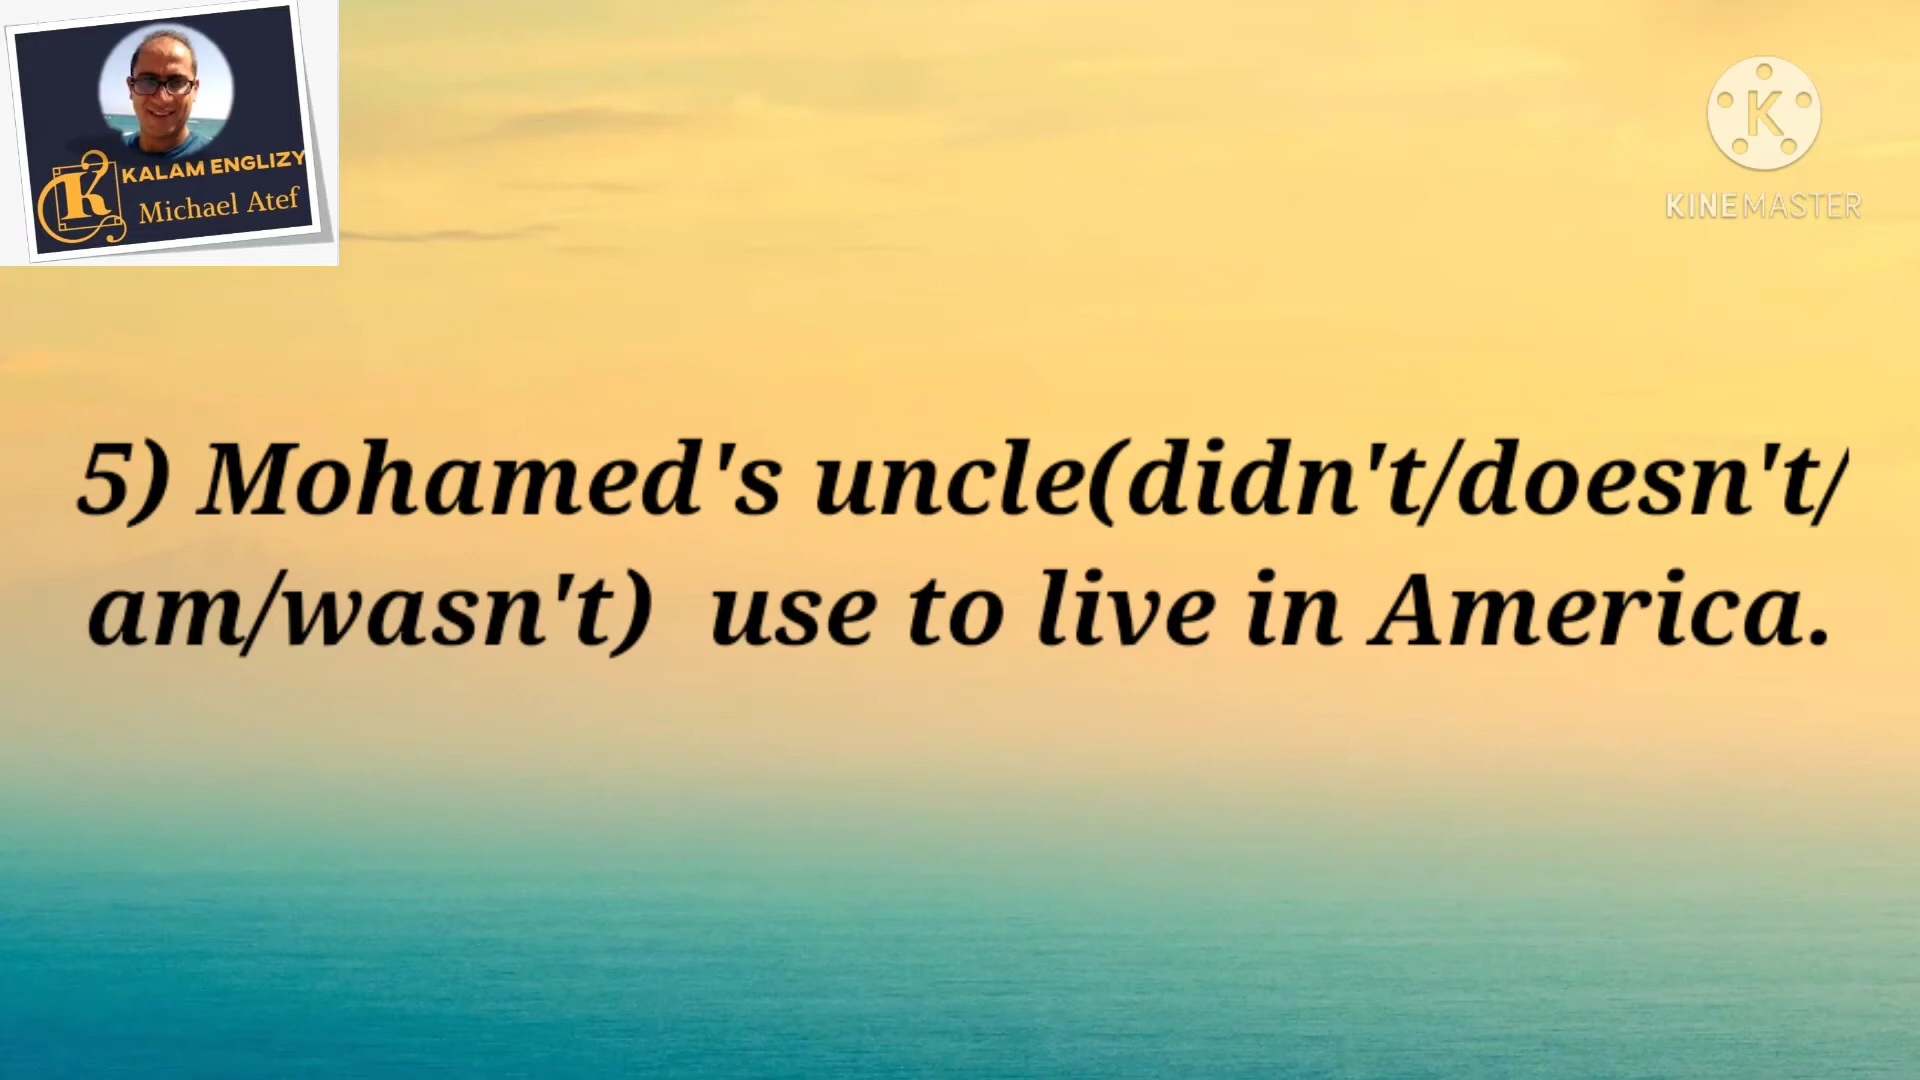 KALAM ENGLIZY
K
Michael Atef
K
KINEMASTER
5) Mohamed's uncle(didn't/doesn't/
am/wasn't)  use to live in America.